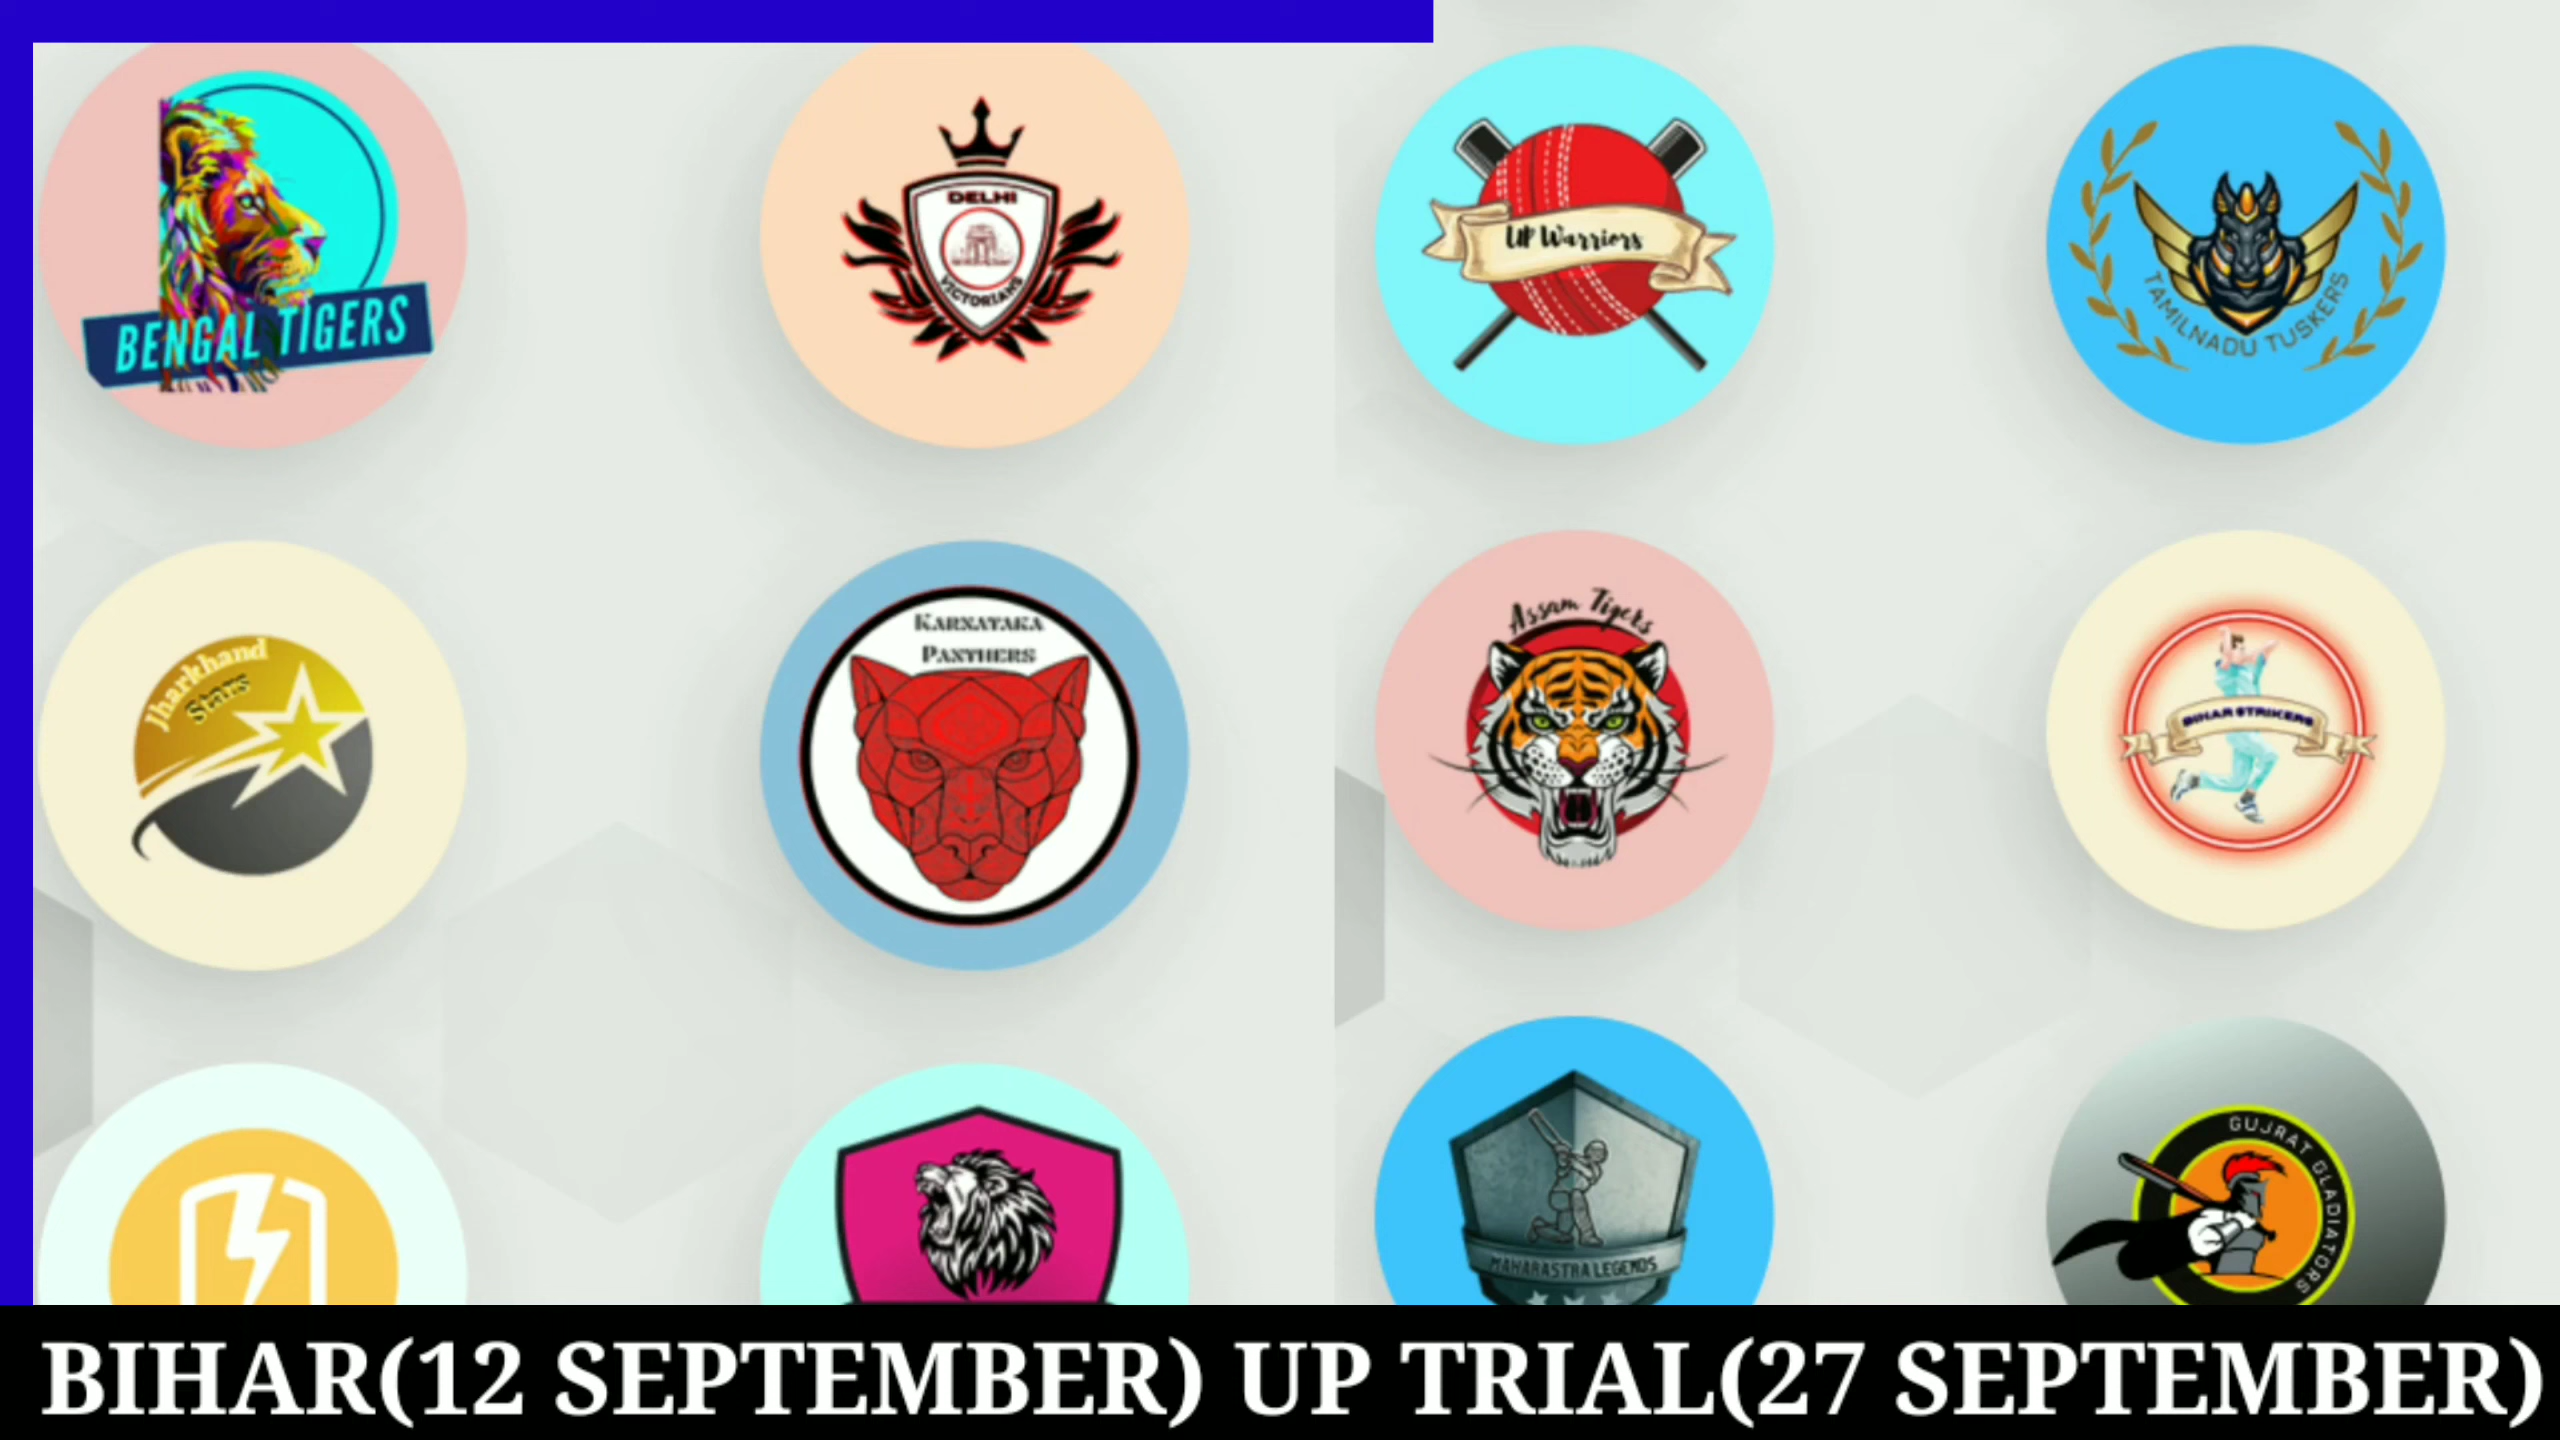 BENGAL TIGERS
DELHI
VICTORIANS
UP Warriors
TAMILNADU TUSKERS
Jharkhand
Stars
KARNATAKA
PANTHERS
Assam Tigers
BIHAR STRIKERS
MAHARASTRA LEGENDS
GUJRAT GLADIATORS
BIHAR(12 SEPTEMBER) UP TRIAL(27 SEPTEMBER)